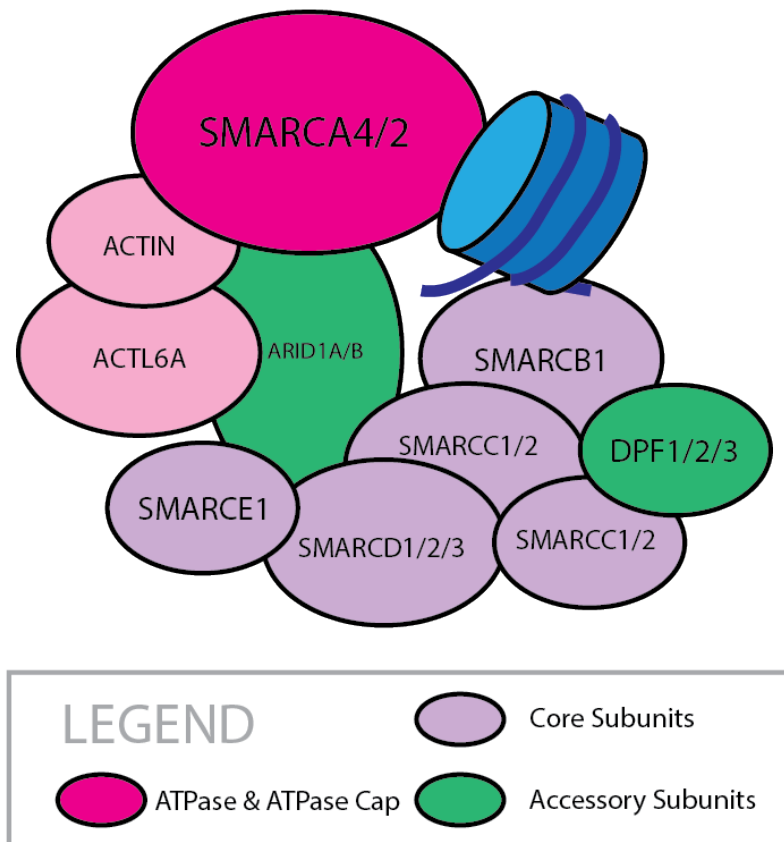 SMARCA4/2
ACTIN
ACTL6A
ARID1A/B
SMARCB1
SMARCC1/2
DPF1/2/3
SMARCE1
SMARCD1/2/3
SMARCC1/2
LEGEND
Core Subunits
ATPase & ATPase Cap
Accessory Subunits